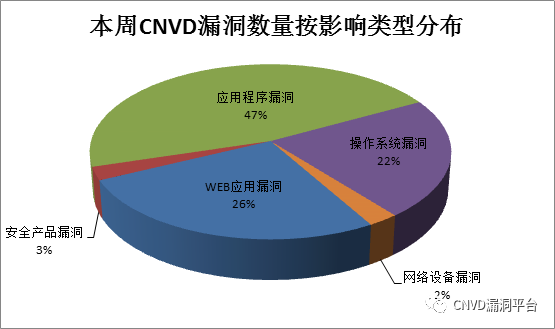 本周CNVD漏洞数量按影响类型分布
应用程序漏洞
47%
操作系统漏洞
22%
WEB应用漏洞
26%
安全产品漏洞
3%
网络设备漏洞
2%
CNVD漏洞平台